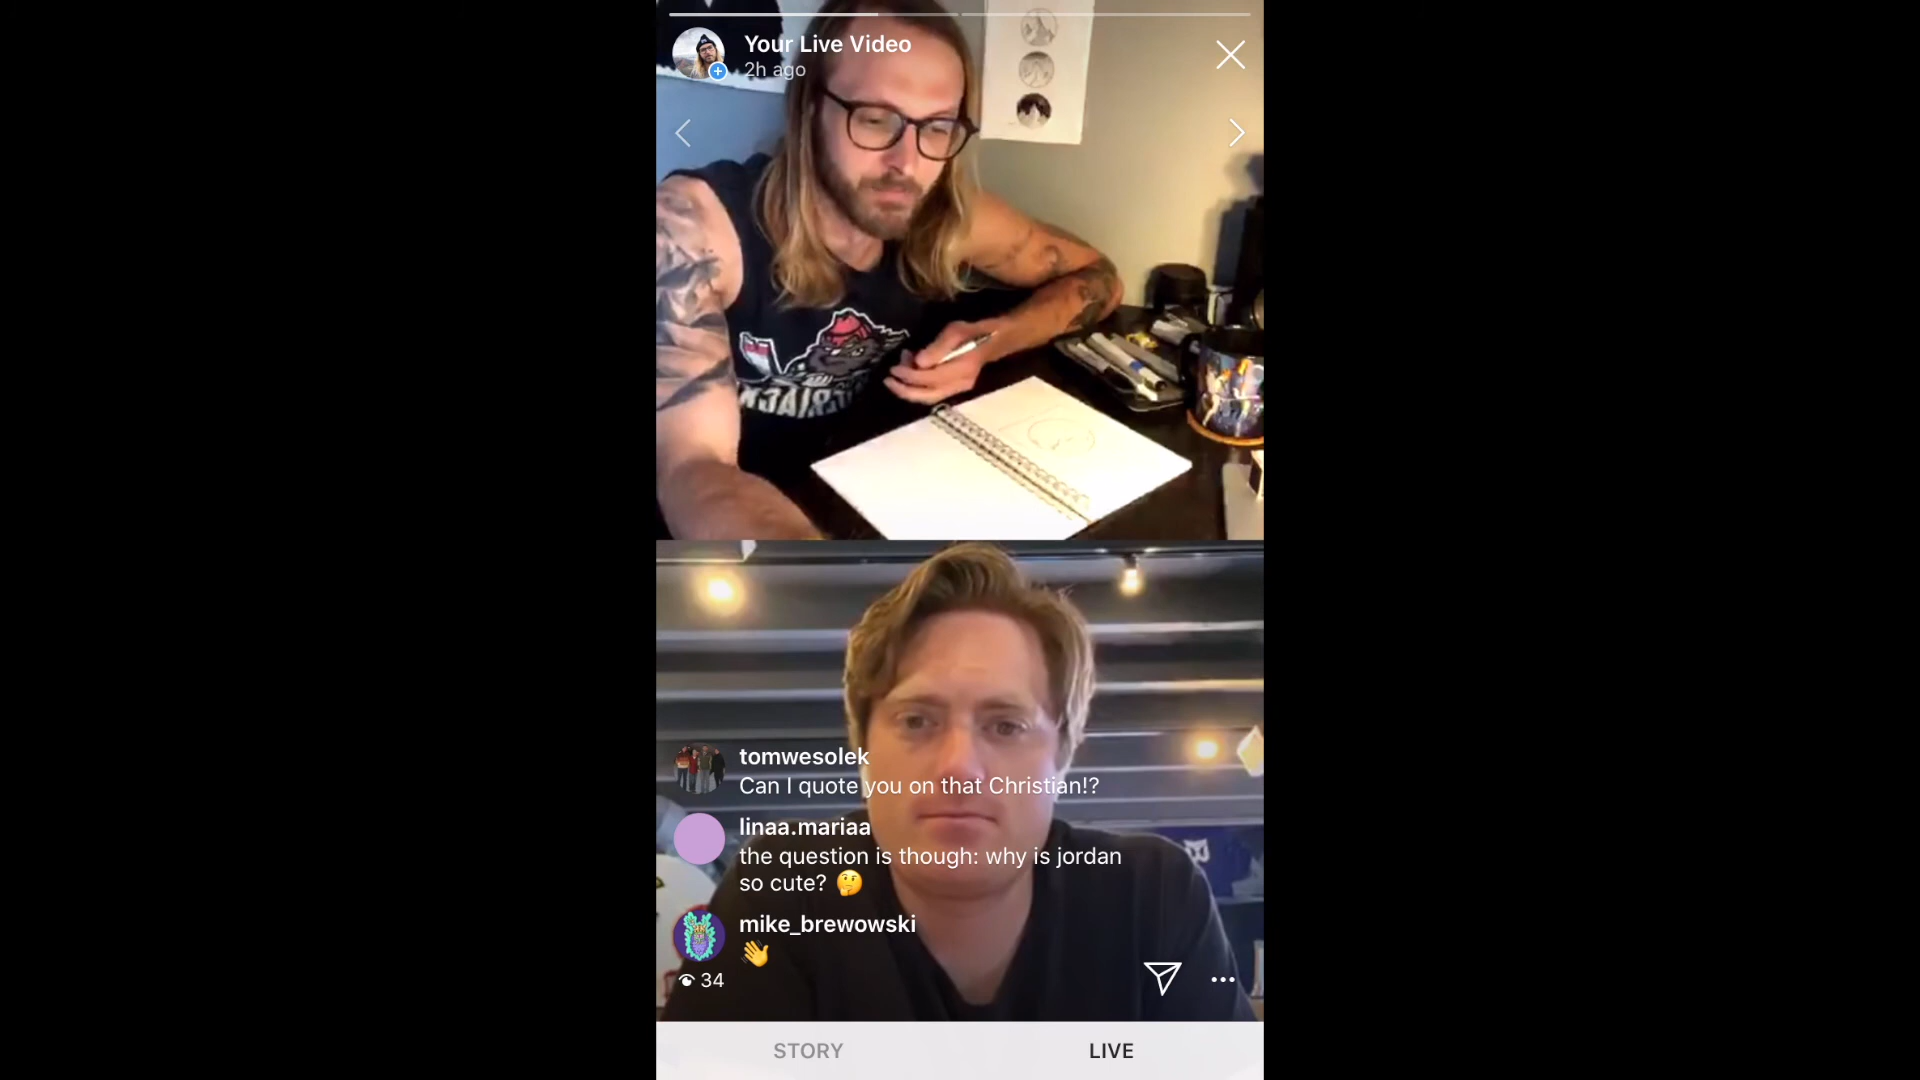 Your Live Video
2h ago
tomwesolek
Can I quote you on that Christian!?
linaa.mariaa
the question is though: why is jordan
so cute? 🤔
mike_brewowski
👋
34
STORY
LIVE